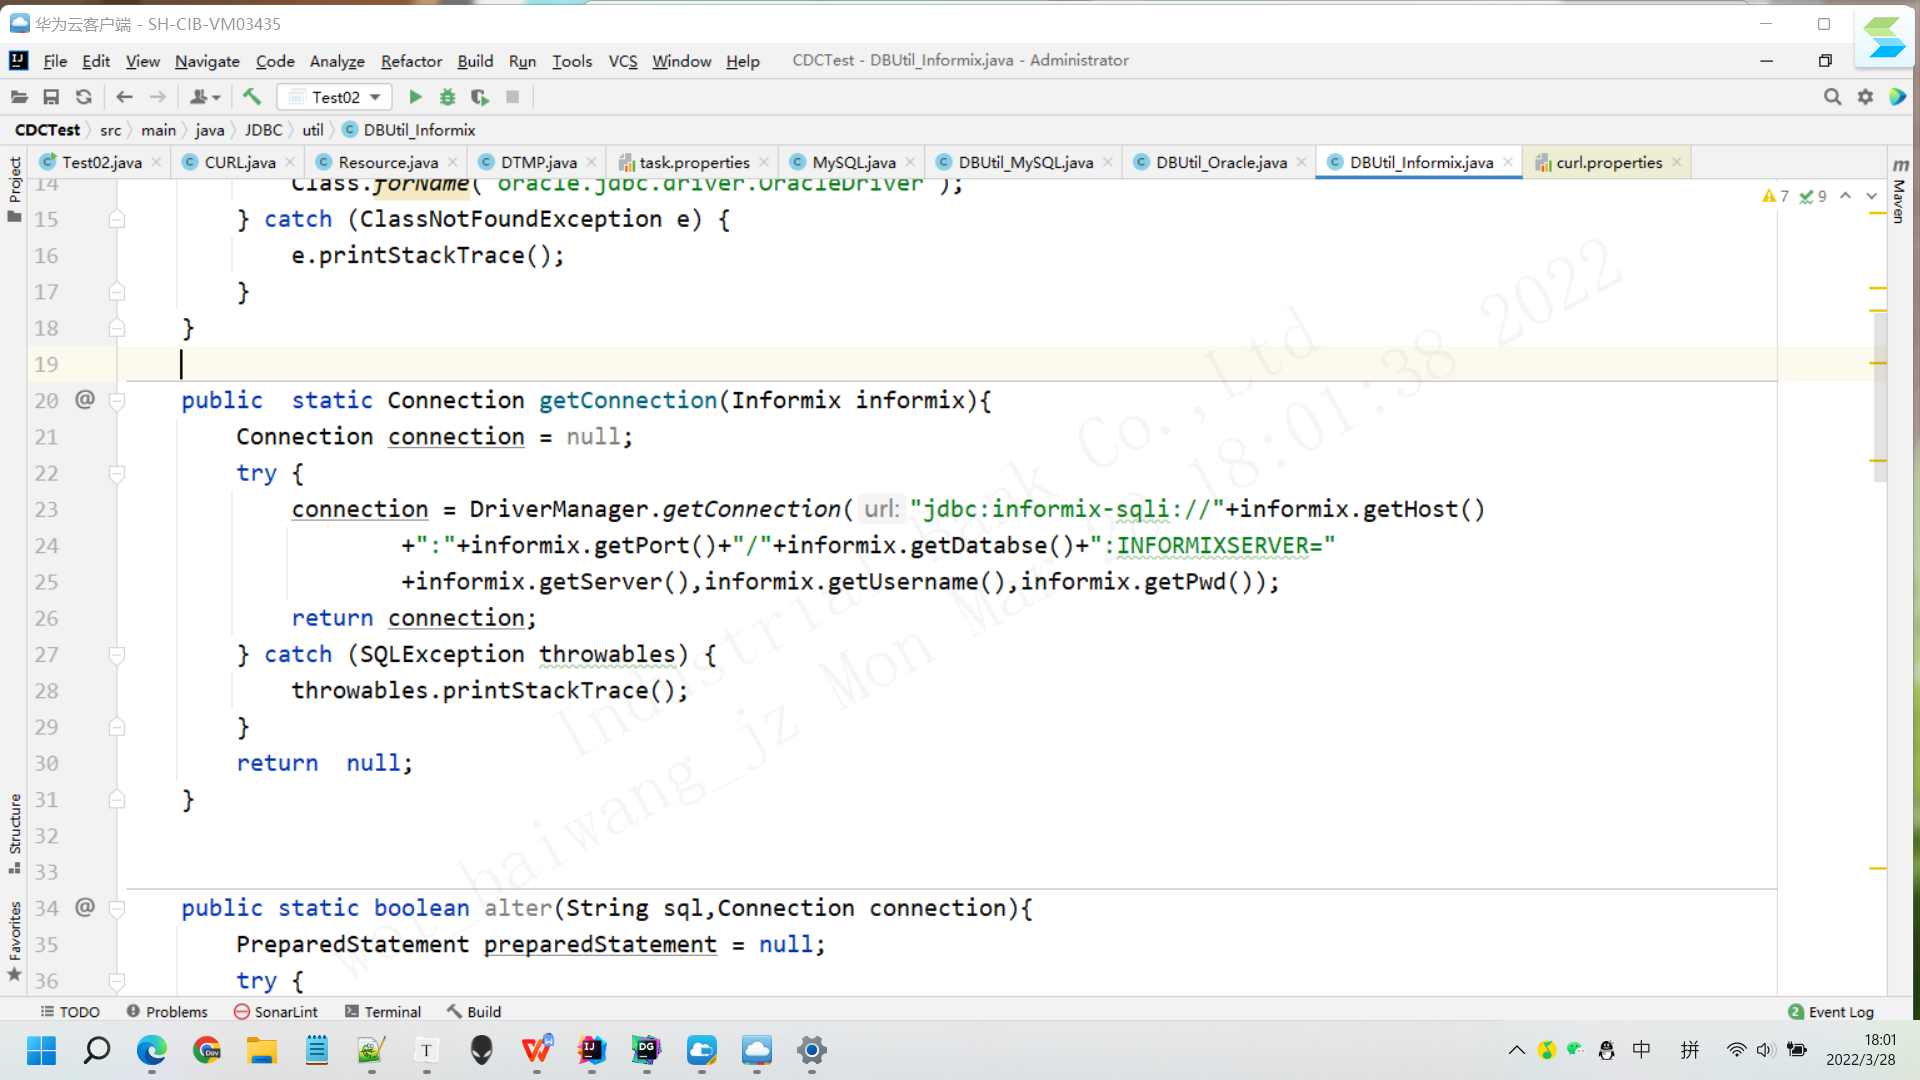 华为云客户端 - SH-CIB-VM03435
File Edit View Navigate Code Analyze Refactor Build Run Tools VCS Window Help CDCTest - DBUtil_Informix.java - Administrator
Test02
CDCTest src main java JDBC util DBUtil_Informix
Test02.java CURL.java Resource.java DTMP.java task.properties MySQL.java DBUtil_MySQL.java DBUtil_Oracle.java DBUtil_Informix.java curl.properties
Project
Maven
7 9
14 Class.forName("oracle.jdbc.driver.OracleDriver");
15 } catch (ClassNotFoundException e) {
16 e.printStackTrace();
17 }
18 }
19
20 @ public  static Connection getConnection(Informix informix){
21 Connection connection = null;
22 try {
23 connection = DriverManager.getConnection( url: "jdbc:informix-sqli://"+informix.getHost()
24 +":"+informix.getPort()+"/"+informix.getDatabse()+":INFORMIXSERVER="
25 +informix.getServer(),informix.getUsername(),informix.getPwd());
26 return connection;
27 } catch (SQLException throwables) {
28 throwables.printStackTrace();
29 }
30 return  null;
31 }
32
33
34 @ public static boolean alter(String sql,Connection connection){
35 PreparedStatement preparedStatement = null;
36 try {
Structure
Favorites
Industrial Bank Co.,Ltd
baiwang_jz Mon Mar 28 18:01:38 2022
TODO Problems SonarLint Terminal Build 2 Event Log
中 拼 18:01
2022/3/28